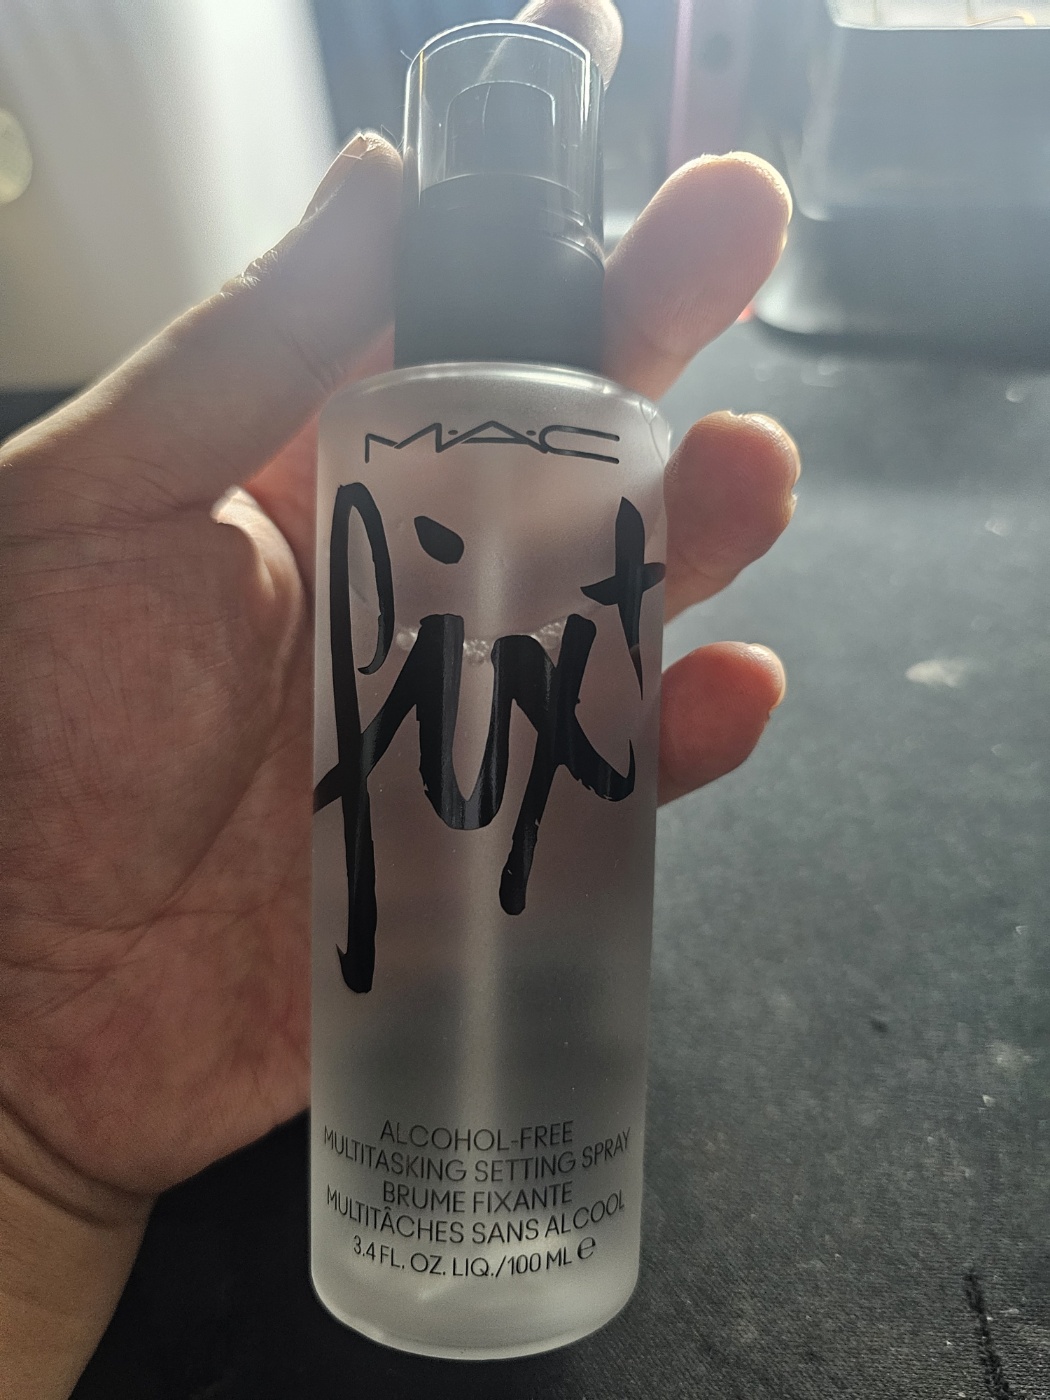 M·A·C
fix+
ALCOHOL-FREE
MULTITASKING SETTING SPRAY
BRUME FIXANTE
MULTITÂCHES SANS ALCOOL
3.4 FL. OZ. LIQ./100 ML ℮